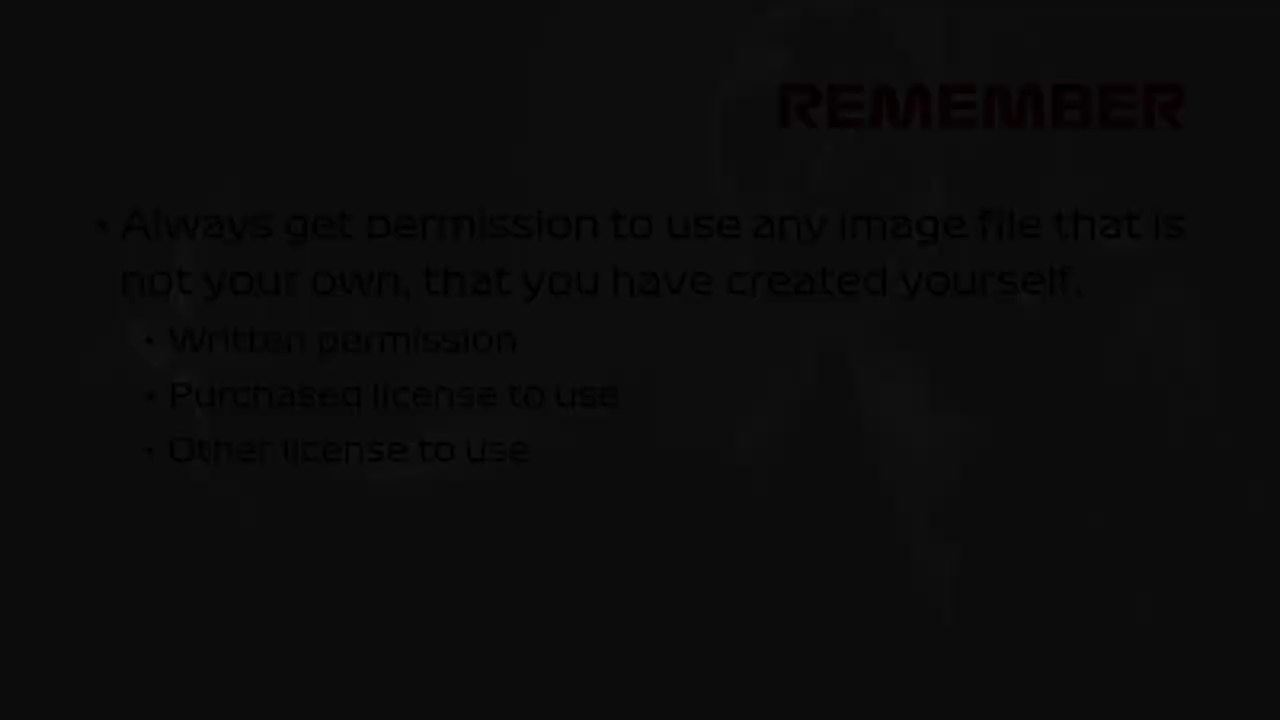 REMEMBER
• Always get permission to use any image file that is
not your own, that you have created yourself.
• Written permission
• Purchased license to use
• Other license to use